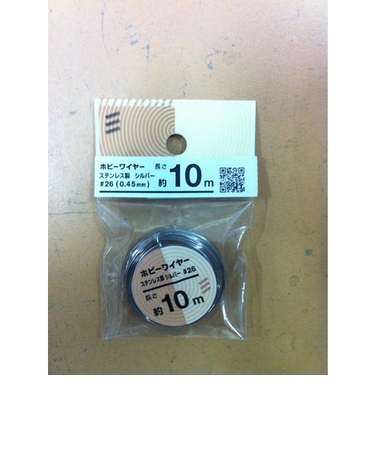 ホビーワイヤー 長さ
ステンレス製 シルバー 約10m
#26(0.45mm)
ホビーワイヤー
ステンレス製 シルバー #26
長さ
約10m